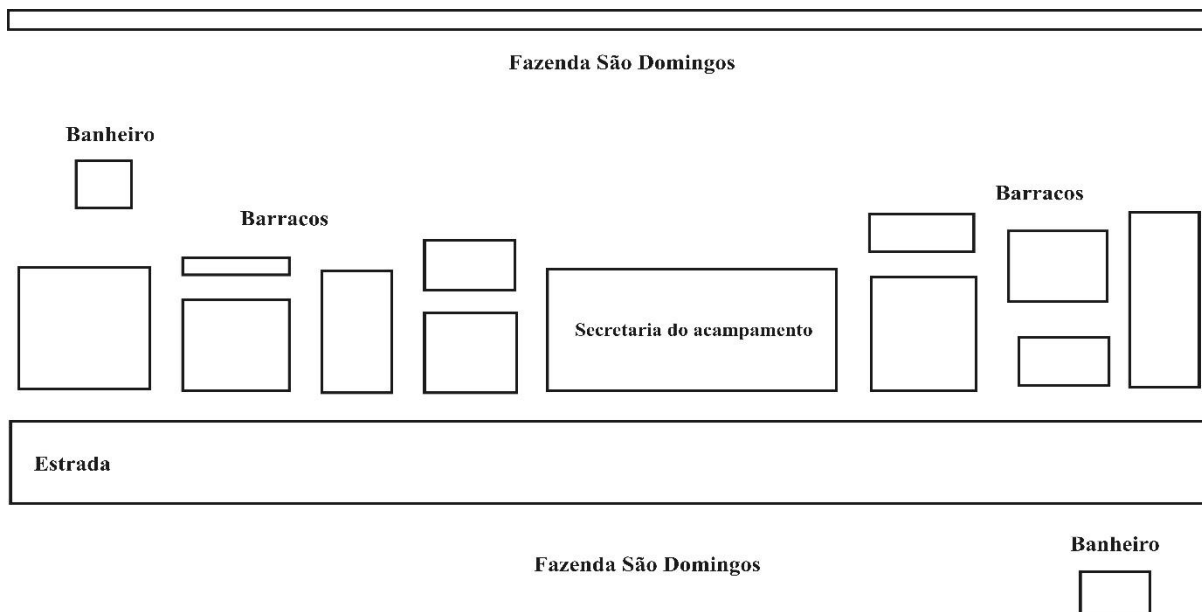 Fazenda São Domingos
Banheiro
Barracos
Barracos
Secretaria do acampamento
Estrada
Banheiro
Fazenda São Domingos